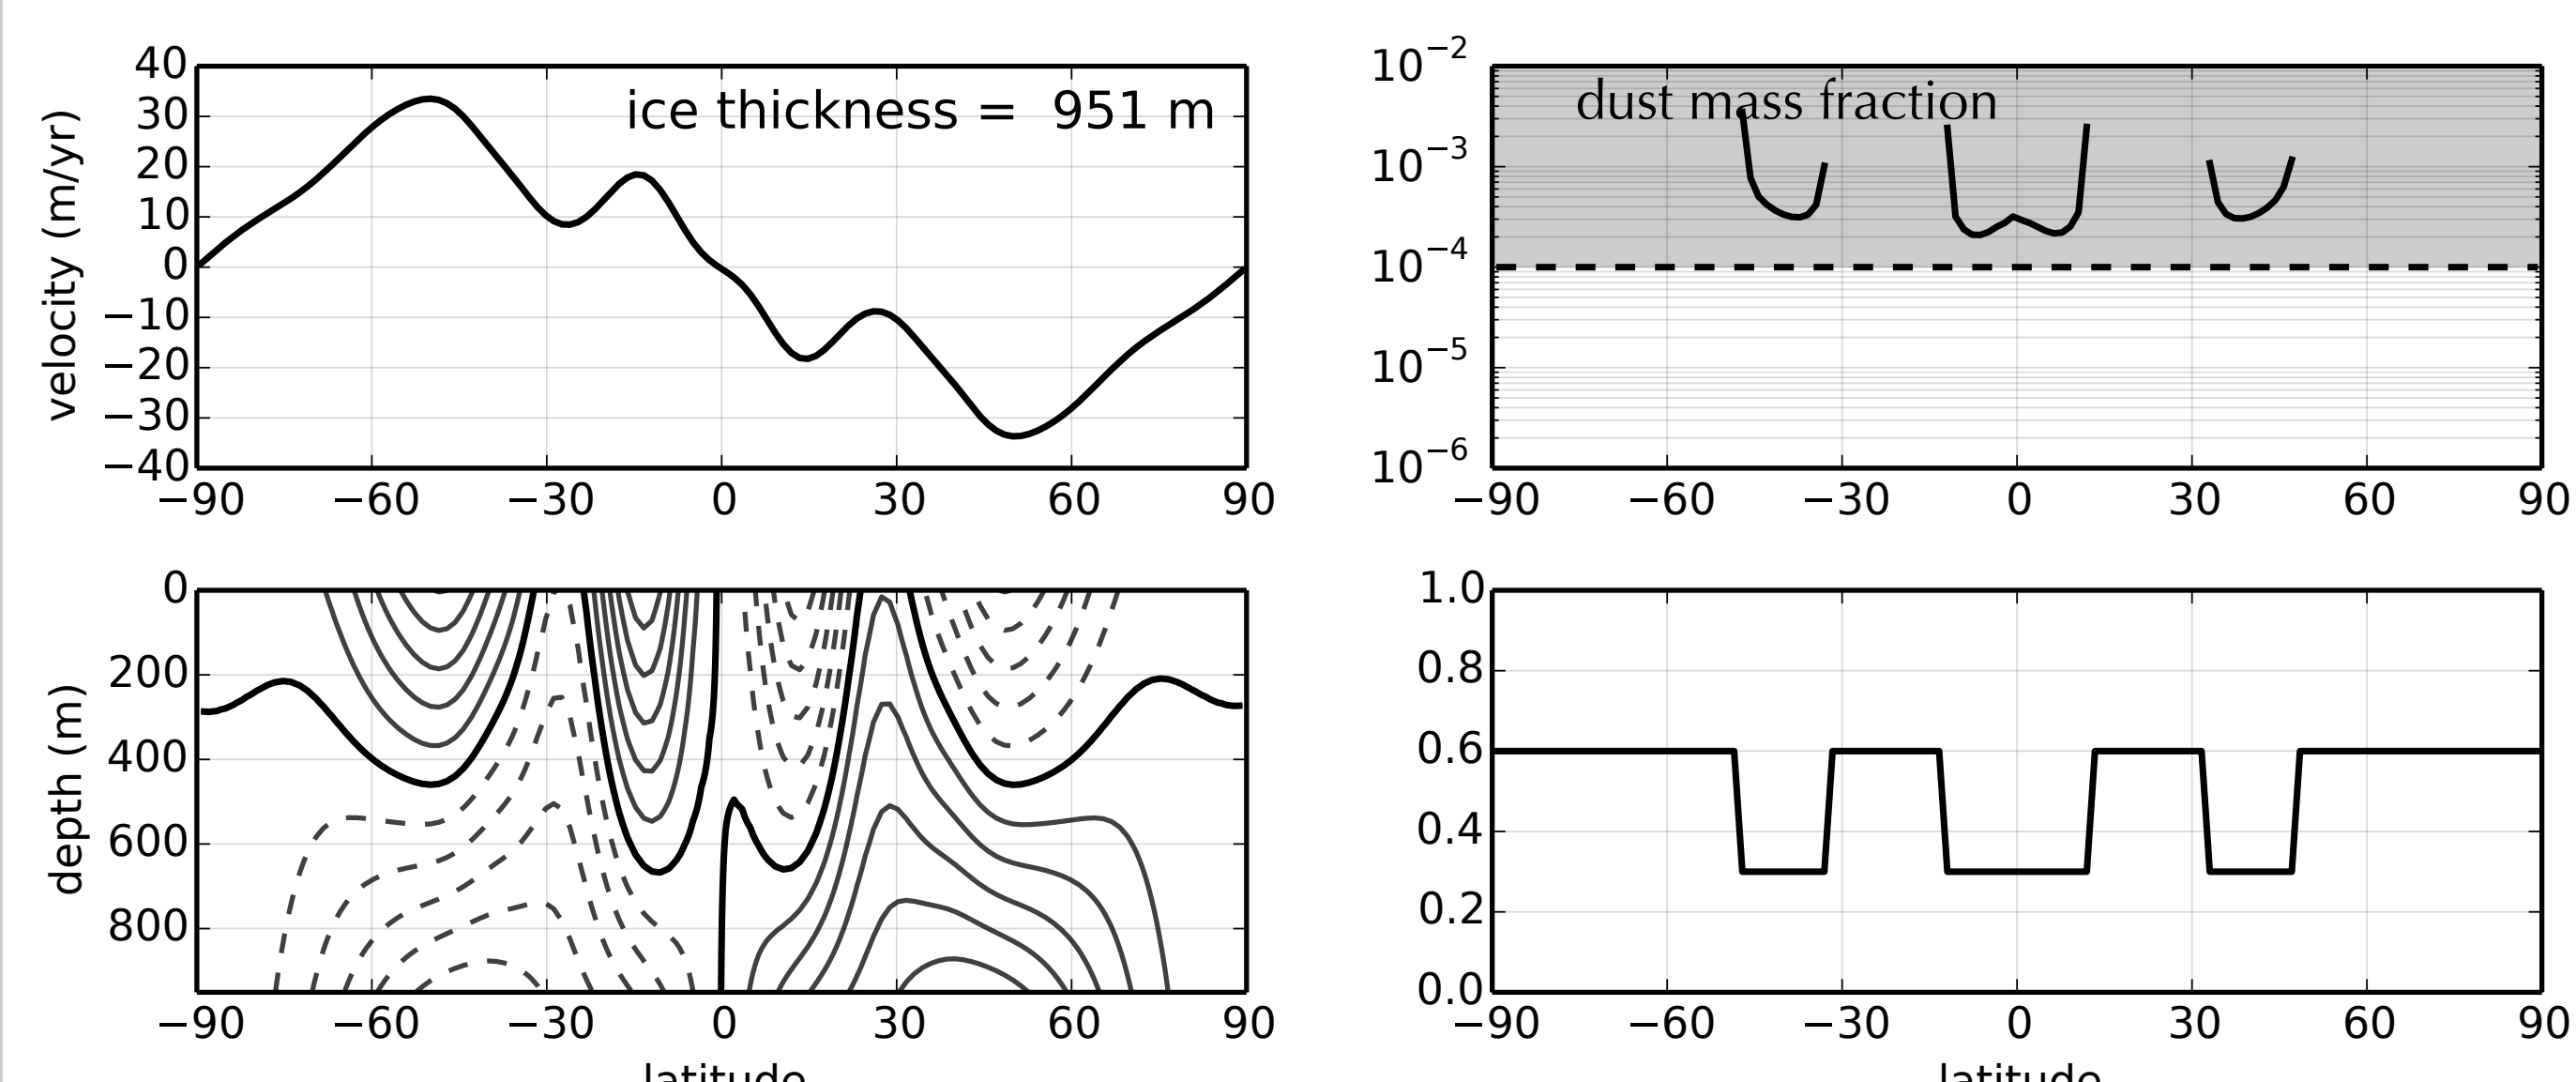 40
30
20
10
0
−10
−20
−30
−40
velocity (m/yr)
ice thickness = 951 m
−90 −60 −30 0 30 60 90
10−2
10−3
10−4
10−5
10−6
dust mass fraction
−90 −60 −30 0 30 60 90
0
200
400
600
800
depth (m)
−90 −60 −30 0 30 60 90
latitude
1.0
0.8
0.6
0.4
0.2
0.0
−90 −60 −30 0 30 60 90
latitude